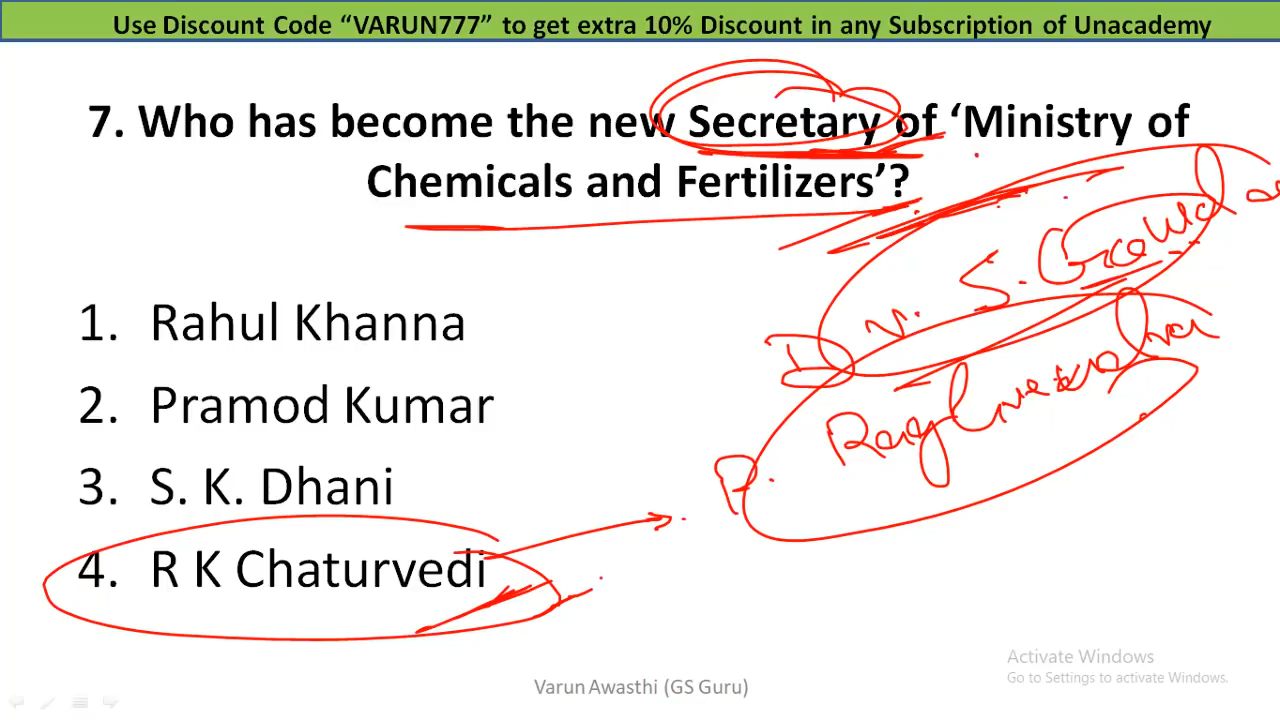 Use Discount Code “VARUN777” to get extra 10% Discount in any Subscription of Unacademy
7. Who has become the new Secretary of ‘Ministry of
Chemicals and Fertilizers’?
D. V. S. Gowda
1. Rahul Khanna
P. Raghvendra
2. Pramod Kumar
3. S. K. Dhani
4. R K Chaturvedi
Activate Windows
Go to Settings to activate Windows.
Varun Awasthi (GS Guru)